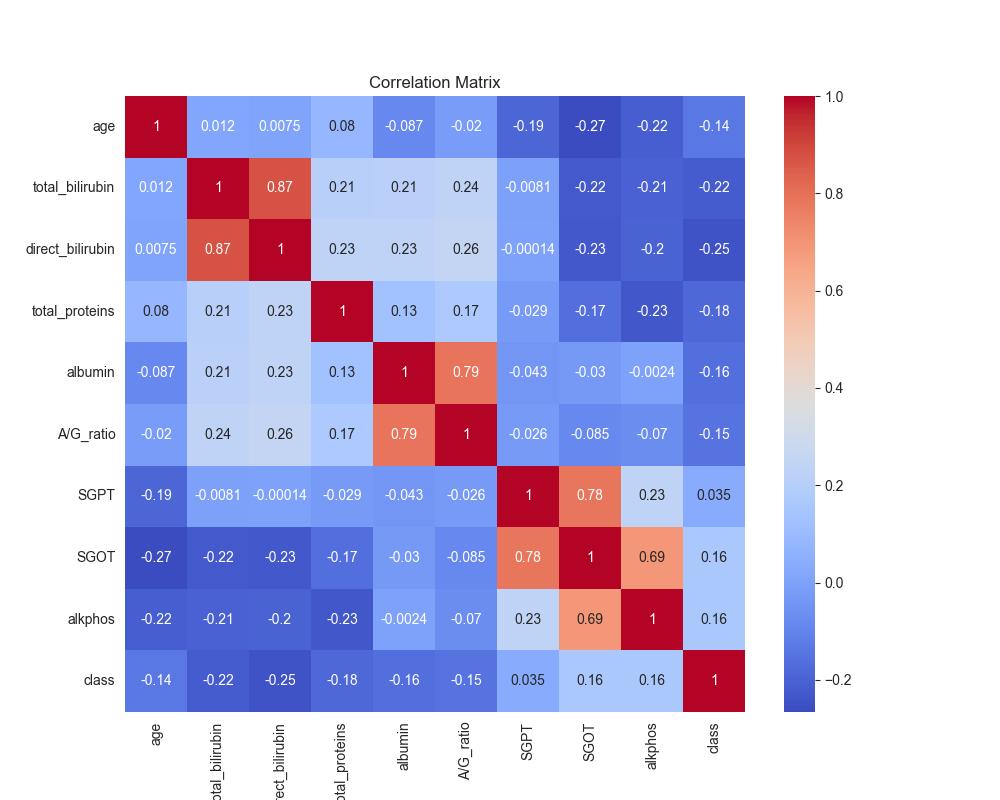 Correlation Matrix
age 1 0.012 0.0075 0.08 -0.087 -0.02 -0.19 -0.27 -0.22 -0.14
total_bilirubin 0.012 1 0.87 0.21 0.21 0.24 -0.0081 -0.22 -0.21 -0.22
direct_bilirubin 0.0075 0.87 1 0.23 0.23 0.26 -0.00014 -0.23 -0.2 -0.25
total_proteins 0.08 0.21 0.23 1 0.13 0.17 -0.029 -0.17 -0.23 -0.18
albumin -0.087 0.21 0.23 0.13 1 0.79 -0.043 -0.03 -0.0024 -0.16
A/G_ratio -0.02 0.24 0.26 0.17 0.79 1 -0.026 -0.085 -0.07 -0.15
SGPT -0.19 -0.0081 -0.00014 -0.029 -0.043 -0.026 1 0.78 0.23 0.035
SGOT -0.27 -0.22 -0.23 -0.17 -0.03 -0.085 0.78 1 0.69 0.16
alkphos -0.22 -0.21 -0.2 -0.23 -0.0024 -0.07 0.23 0.69 1 0.16
class -0.14 -0.22 -0.25 -0.18 -0.16 -0.15 0.035 0.16 0.16 1
age
otal_bilirubin
rect_bilirubin
otal_proteins
albumin
A/G_ratio
SGPT
SGOT
alkphos
class
1.0
0.8
0.6
0.4
0.2
0.0
−0.2